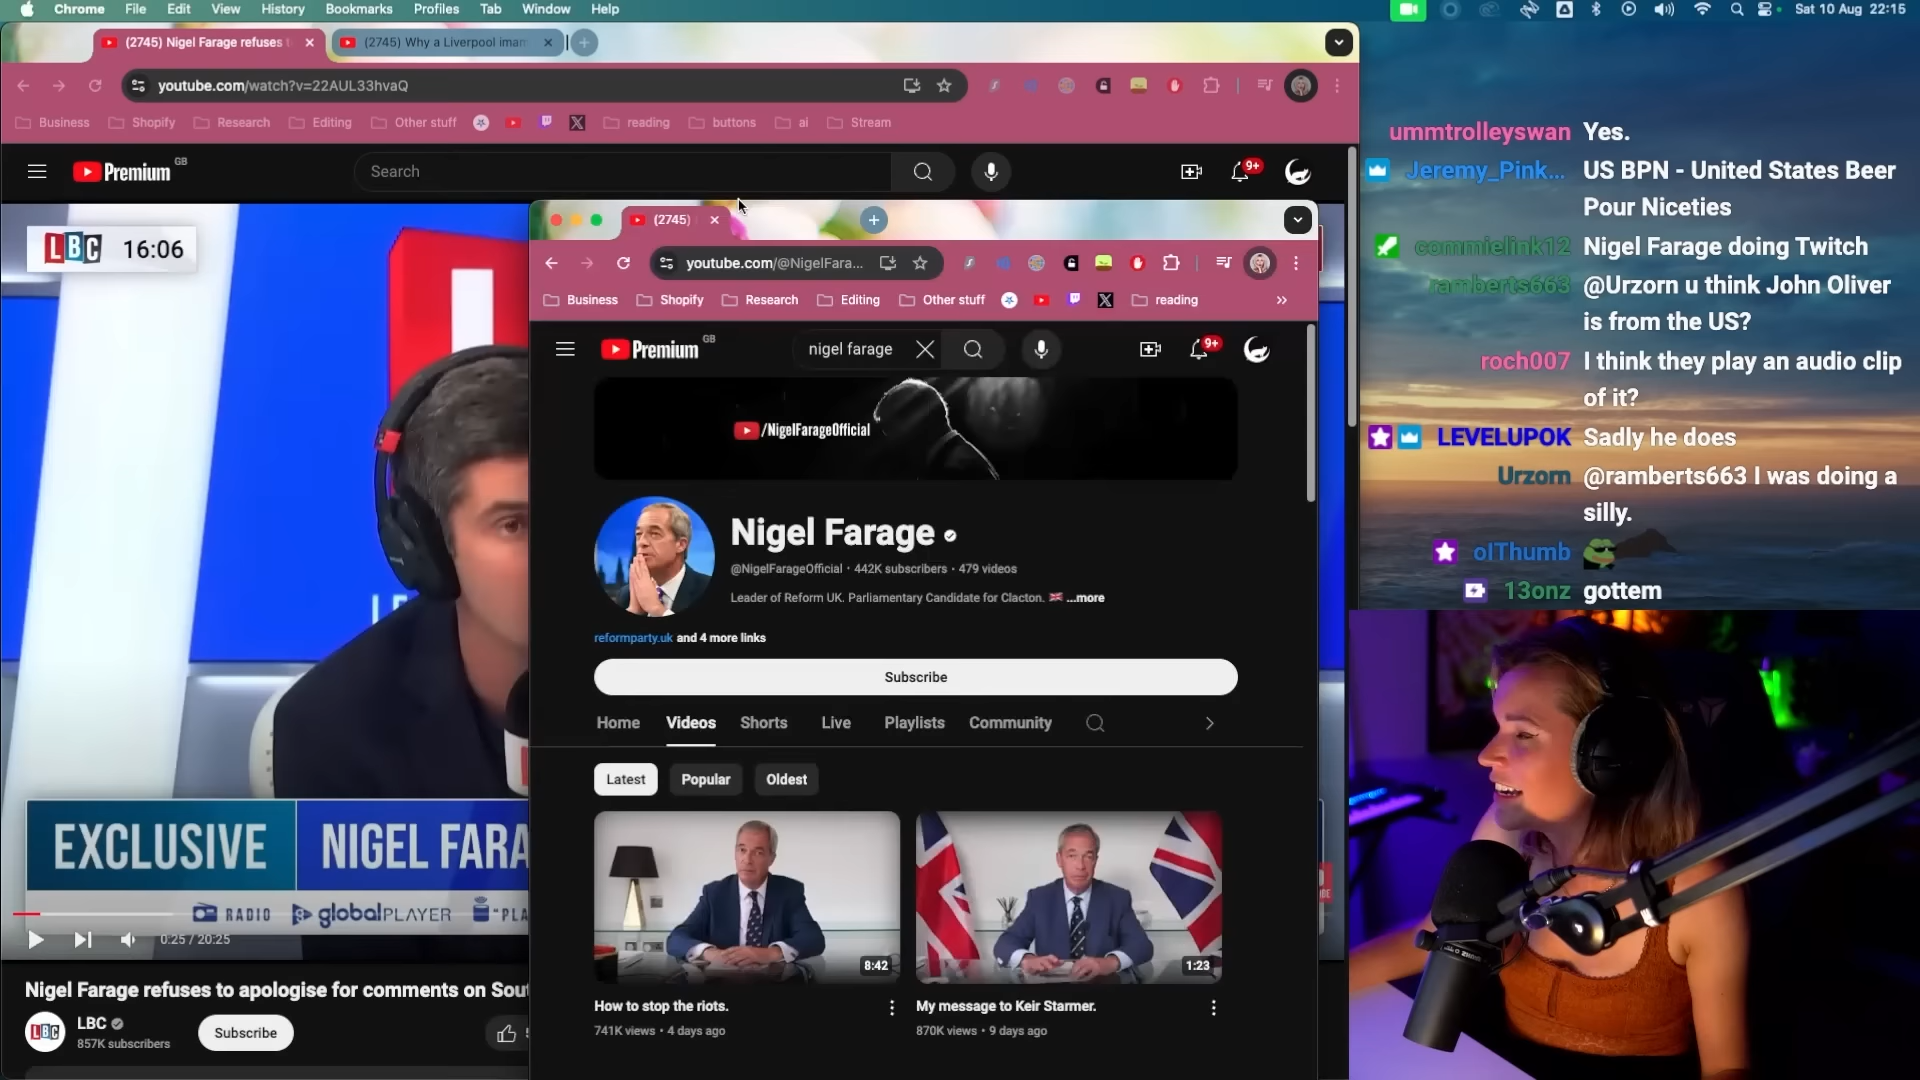 Chrome File Edit View History Bookmarks Profiles Tab Window Help
Sat 10 Aug 22:15
(2745) Nigel Farage refuses t
(2745) Why a Liverpool imam
youtube.com/watch?v=22AUL33hvaQ
Business Shopify Research Editing Other stuff reading buttons ai Stream
Premium GB
Search
9+
LBC 16:06
EXCLUSIVE NIGEL FARA
RADIO globalPLAYER "PLA
0:25 / 20:25
Nigel Farage refuses to apologise for comments on Sou
LBC
857K subscribers
Subscribe
(2745)
youtube.com/@NigelFara...
Business Shopify Research Editing Other stuff reading »
Premium GB
nigel farage
9+
/NigelFarageOfficial
Nigel Farage
@NigelFarageOfficial · 442K subscribers · 479 videos
Leader of Reform UK. Parliamentary Candidate for Clacton. 🇬🇧 ...more
reformparty.uk and 4 more links
Subscribe
Home Videos Shorts Live Playlists Community
Latest Popular Oldest
8:42
1:23
How to stop the riots.
741K views • 4 days ago
My message to Keir Starmer.
870K views • 9 days ago
ummtrolleyswan Yes.
Jeremy_Pink... US BPN - United States Beer
Pour Niceties
commielink12 Nigel Farage doing Twitch
ramberts663 @Urzorn u think John Oliver
is from the US?
roch007 I think they play an audio clip
of it?
LEVELUPOK Sadly he does
Urzorn @ramberts663 I was doing a
silly.
olThumb
13onz gottem